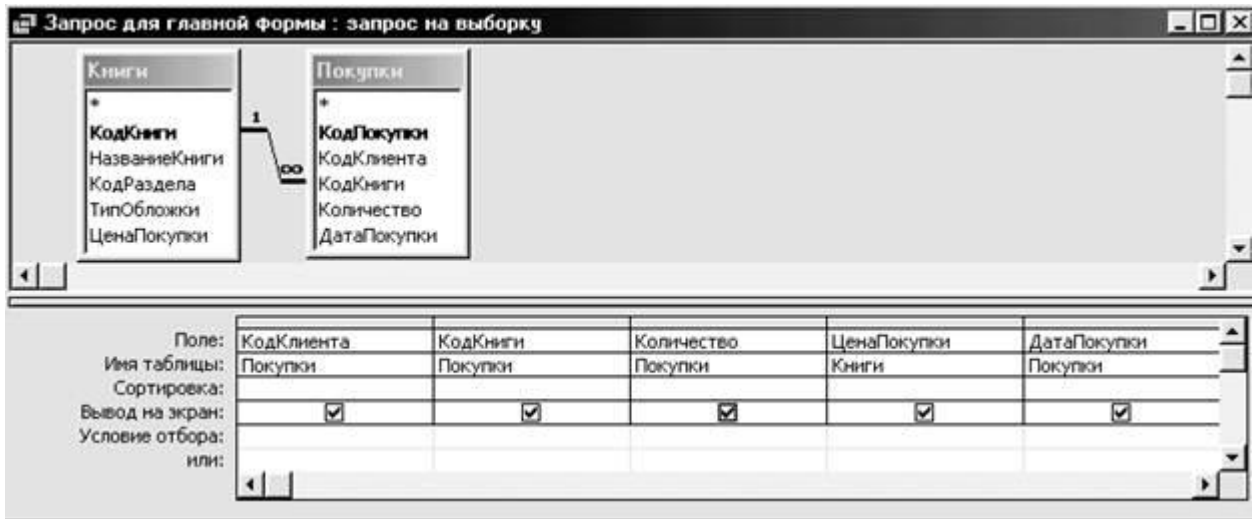 Запрос для главной формы : запрос на выборку
Книги
*
КодКниги
НазваниеКниги
КодРаздела
ТипОбложки
ЦенаПокупки
1
∞
Покупки
*
КодПокупки
КодКлиента
КодКниги
Количество
ДатаПокупки
Поле: КодКлиента КодКниги Количество ЦенаПокупки ДатаПокупки
Имя таблицы: Покупки Покупки Покупки Книги Покупки
Сортировка:
Вывод на экран:
Условие отбора:
или: